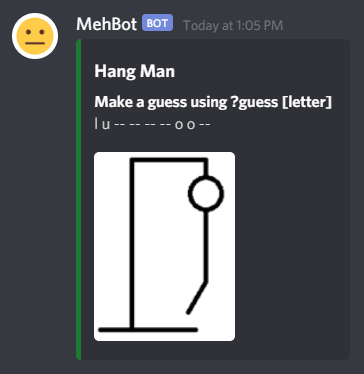 MehBot BOT Today at 1:05 PM
Hang Man
Make a guess using ?guess [letter]
l u -- -- -- -- o o --